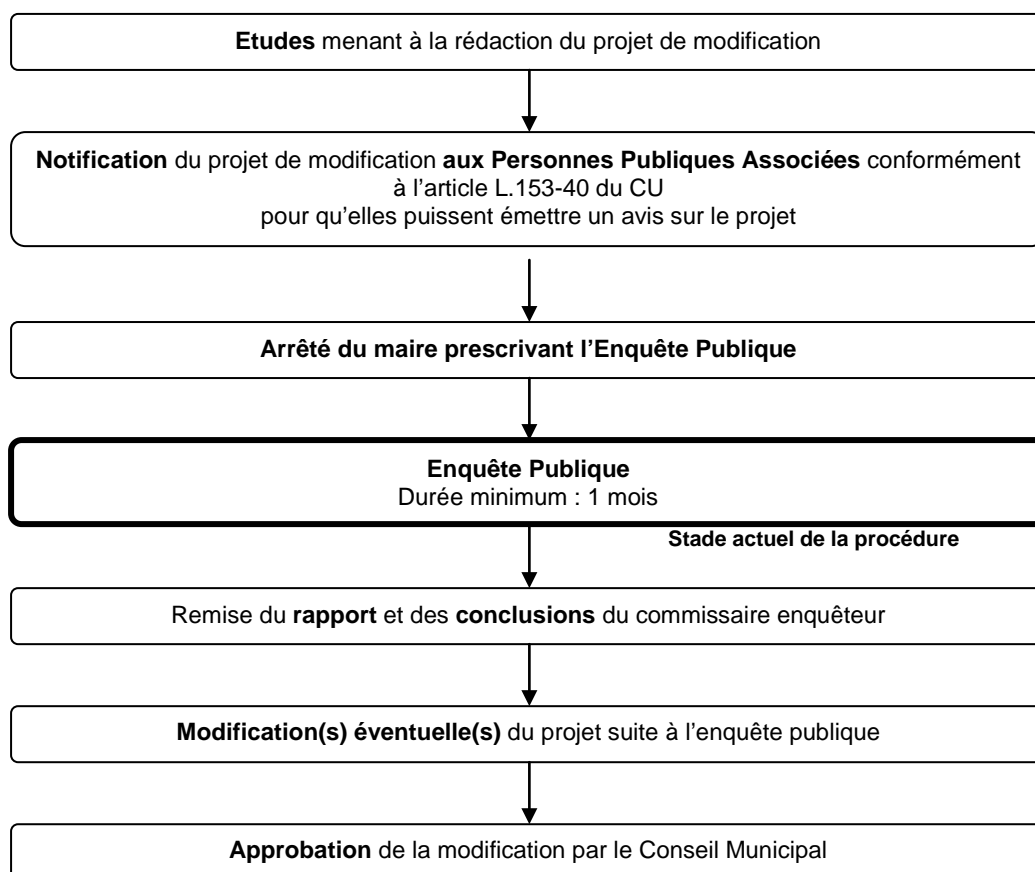 Etudes menant à la rédaction du projet de modification
Notification du projet de modification aux Personnes Publiques Associées conformément
à l’article L.153-40 du CU
pour qu’elles puissent émettre un avis sur le projet
Arrêté du maire prescrivant l’Enquête Publique
Enquête Publique
Durée minimum : 1 mois
Stade actuel de la procédure
Remise du rapport et des conclusions du commissaire enquêteur
Modification(s) éventuelle(s) du projet suite à l’enquête publique
Approbation de la modification par le Conseil Municipal